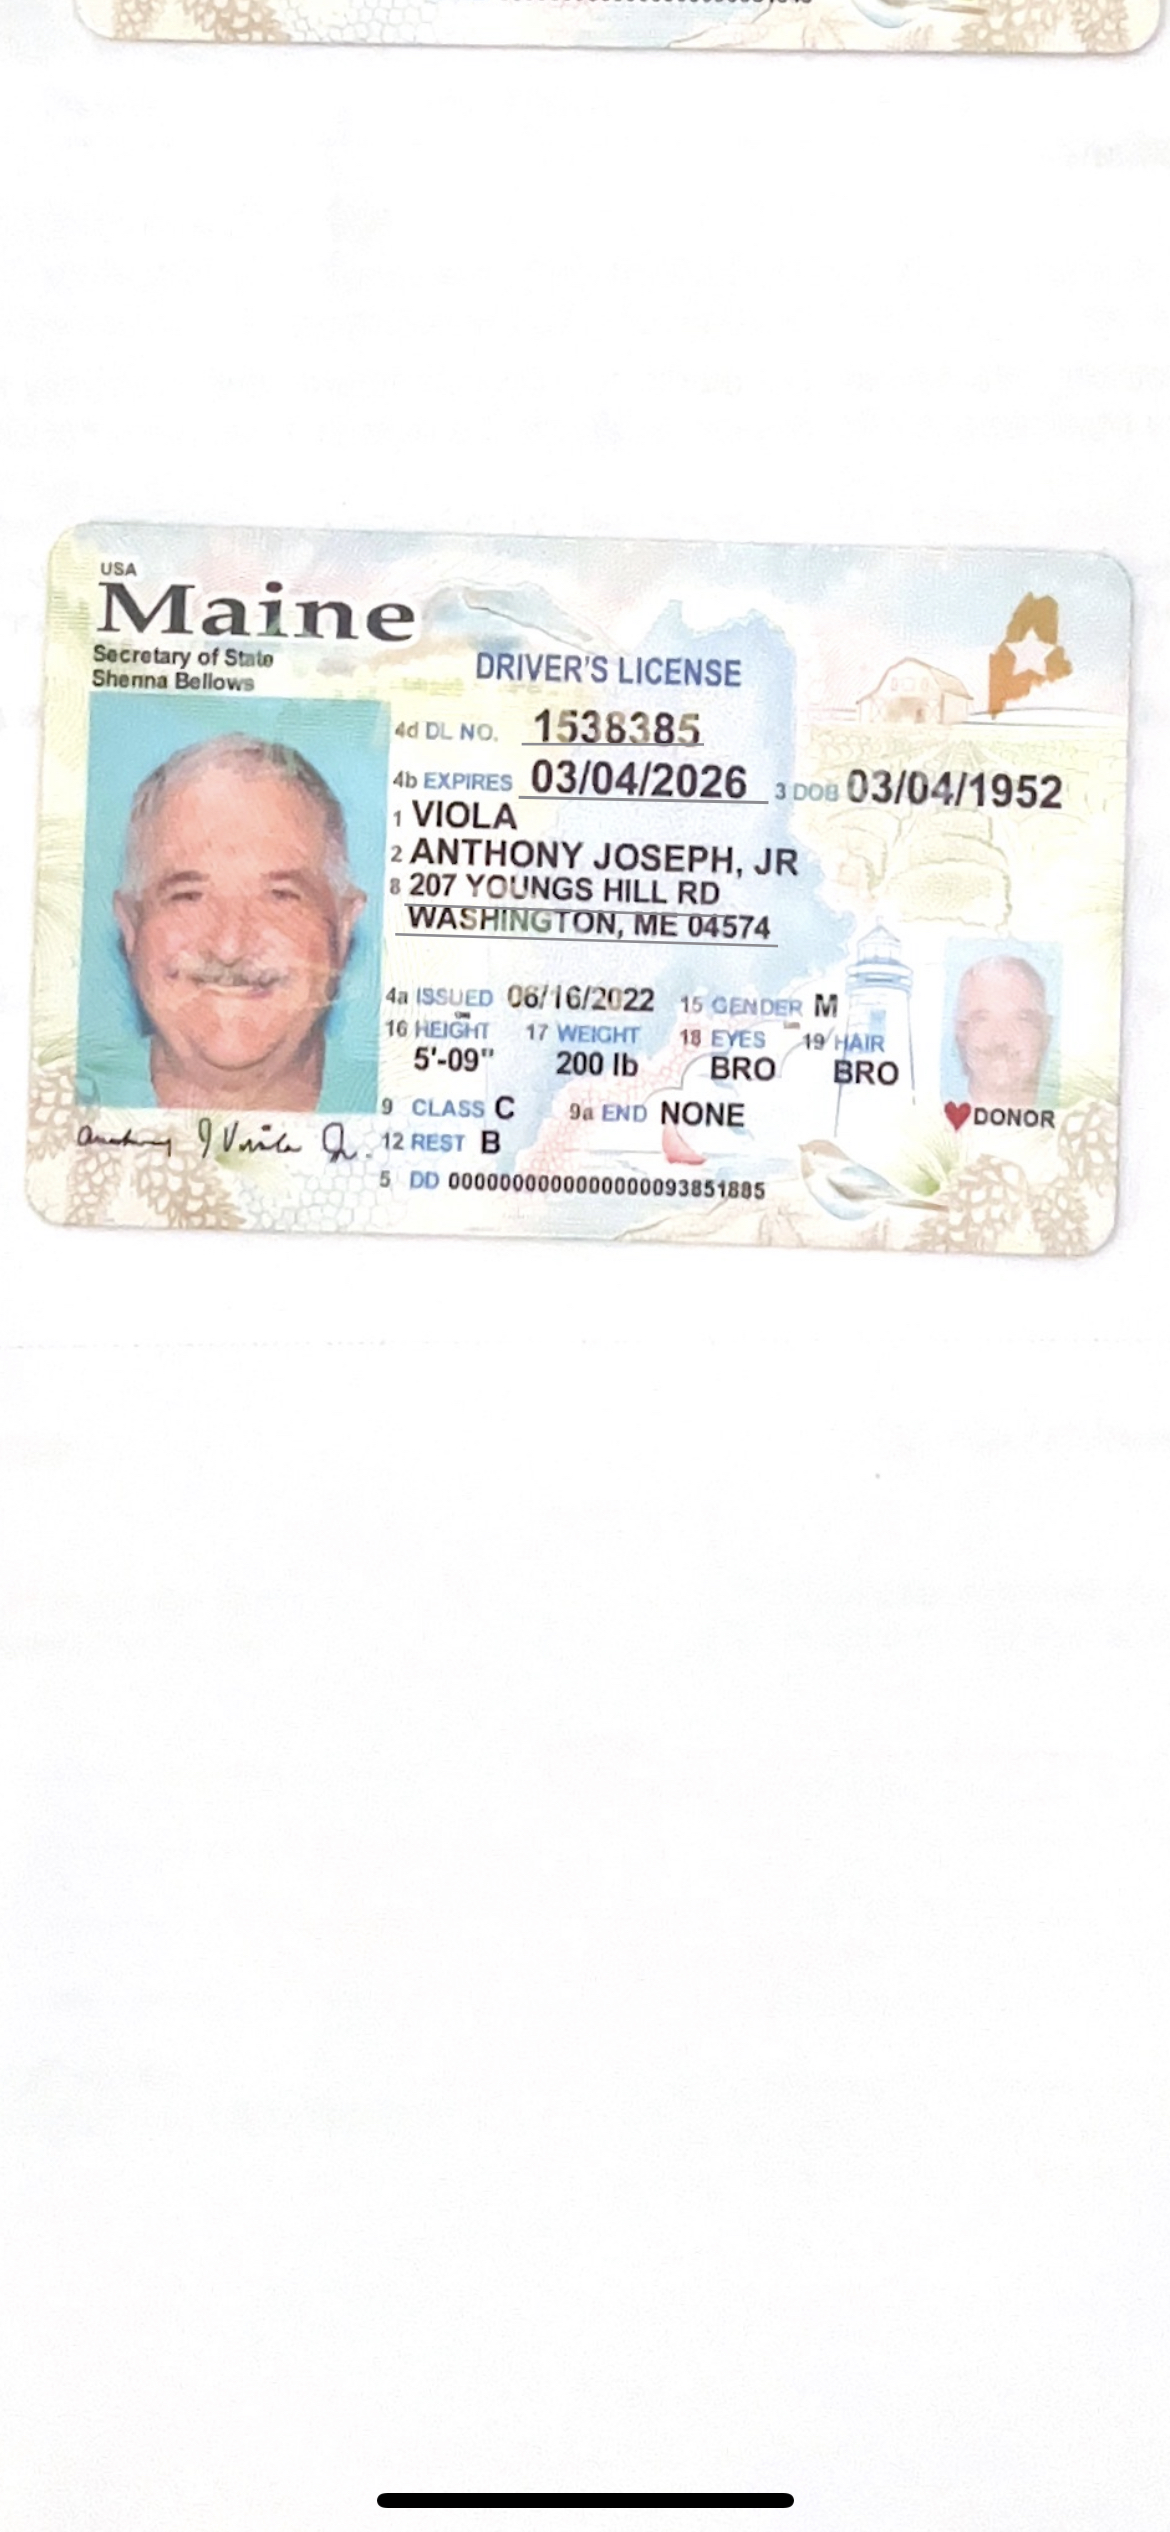 USA
Maine
Secretary of State
Shenna Bellows
DRIVER'S LICENSE
4d DL NO. 1538385
4b EXPIRES 03/04/2026 3 DOB 03/04/1952
1 VIOLA
2 ANTHONY JOSEPH, JR
8 207 YOUNGS HILL RD
WASHINGTON, ME 04574
4a ISSUED 06/16/2022 15 GENDER M
16 HEIGHT 17 WEIGHT 18 EYES 19 HAIR
5'-09" 200 lb BRO BRO
9 CLASS C 9a END NONE
DONOR
Anthony J Viola Jr.
12 REST B
5 DD 0000000000000000093851885